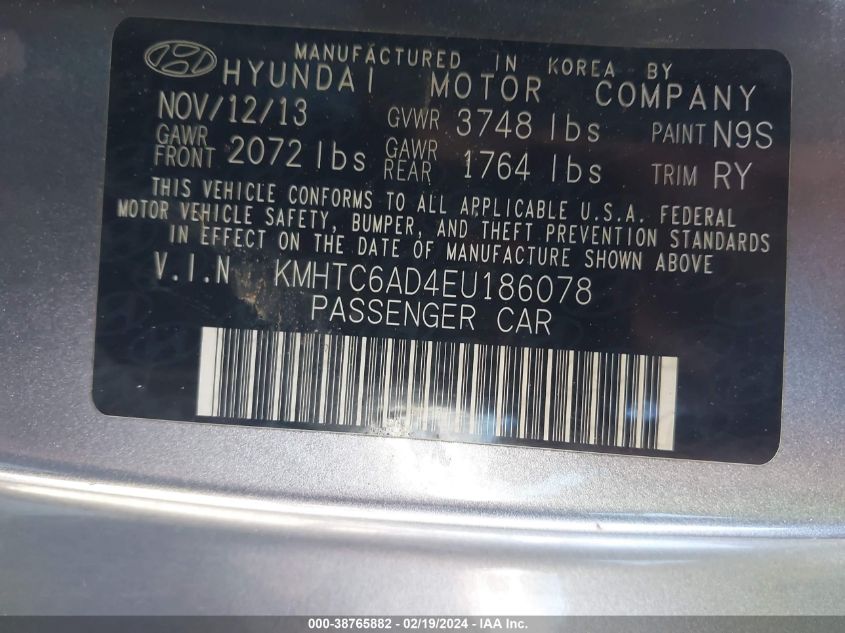 MANUFACTURED IN KOREA BY
HYUNDAI MOTOR COMPANY
NOV/12/13 GVWR 3748 lbs PAINT N9S
GAWR FRONT 2072 lbs GAWR REAR 1764 lbs TRIM RY
THIS VEHICLE CONFORMS TO ALL APPLICABLE U.S.A. FEDERAL
MOTOR VEHICLE SAFETY, BUMPER, AND THEFT PREVENTION STANDARDS
IN EFFECT ON THE DATE OF MANUFACTURE SHOWN ABOVE
V.I.N KMHTC6AD4EU186078
PASSENGER CAR
000-38765882 - 02/19/2024 - IAA Inc.